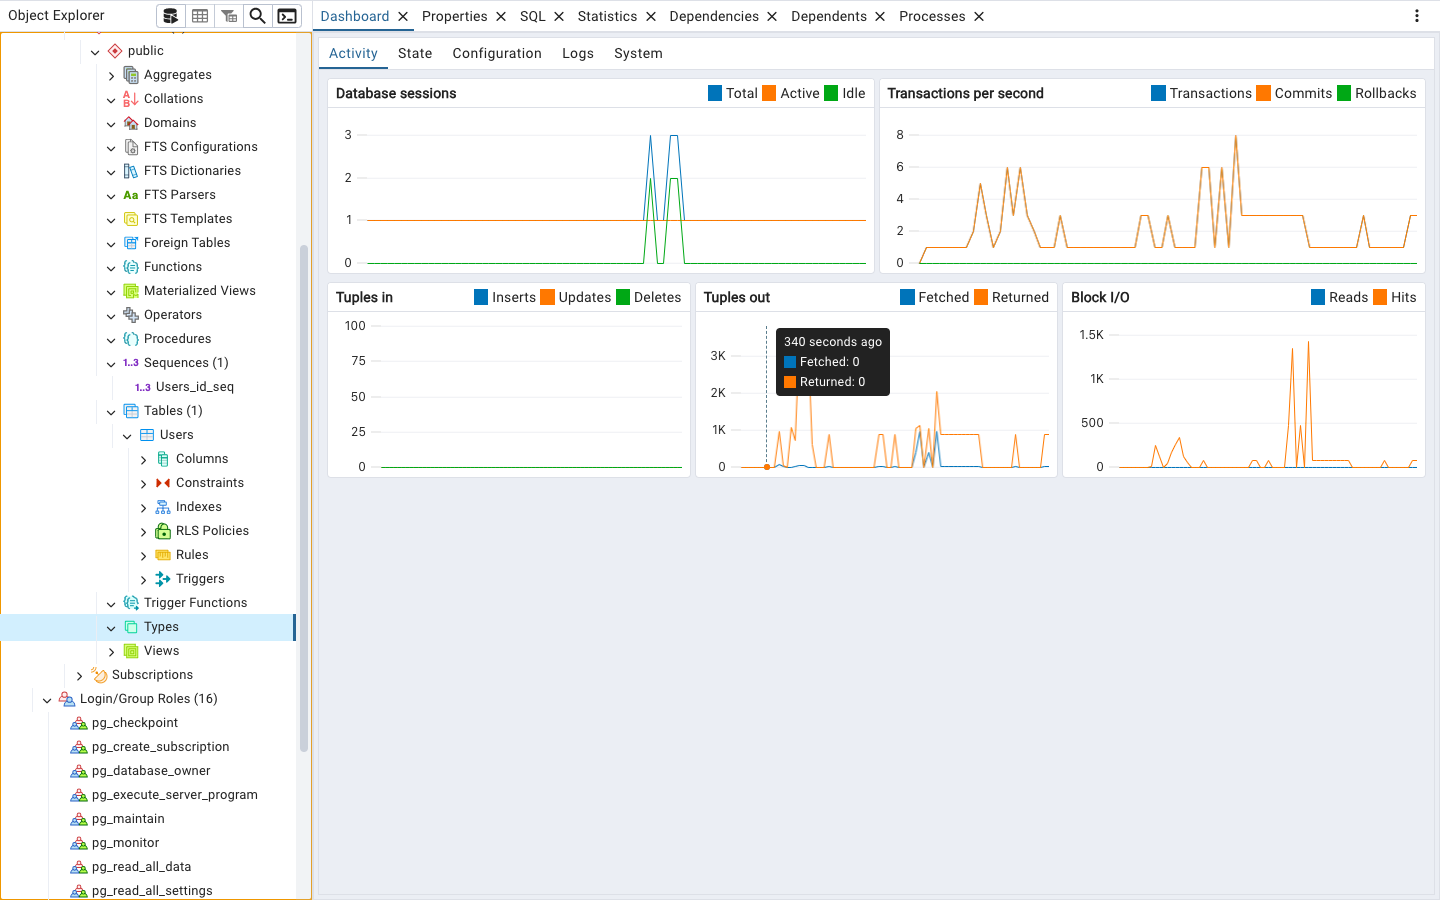 Object Explorer
Dashboard
Properties
SQL
Statistics
Dependencies
Dependents
Processes
public
Aggregates
Collations
Domains
FTS Configurations
FTS Dictionaries
FTS Parsers
FTS Templates
Foreign Tables
Functions
Materialized Views
Operators
Procedures
Sequences (1)
Users_id_seq
Tables (1)
Users
Columns
Constraints
Indexes
RLS Policies
Rules
Triggers
Trigger Functions
Types
Views
Subscriptions
Login/Group Roles (16)
pg_checkpoint
pg_create_subscription
pg_database_owner
pg_execute_server_program
pg_maintain
pg_monitor
pg_read_all_data
pg_read_all_settings
Activity
State
Configuration
Logs
System
Database sessions
Total Active Idle
3
2
1
0
Transactions per second
Transactions Commits Rollbacks
8
6
4
2
0
Tuples in
Inserts Updates Deletes
100
75
50
25
0
Tuples out
Fetched Returned
3K
2K
1K
0
340 seconds ago
Fetched: 0
Returned: 0
Block I/O
Reads Hits
1.5K
1K
500
0